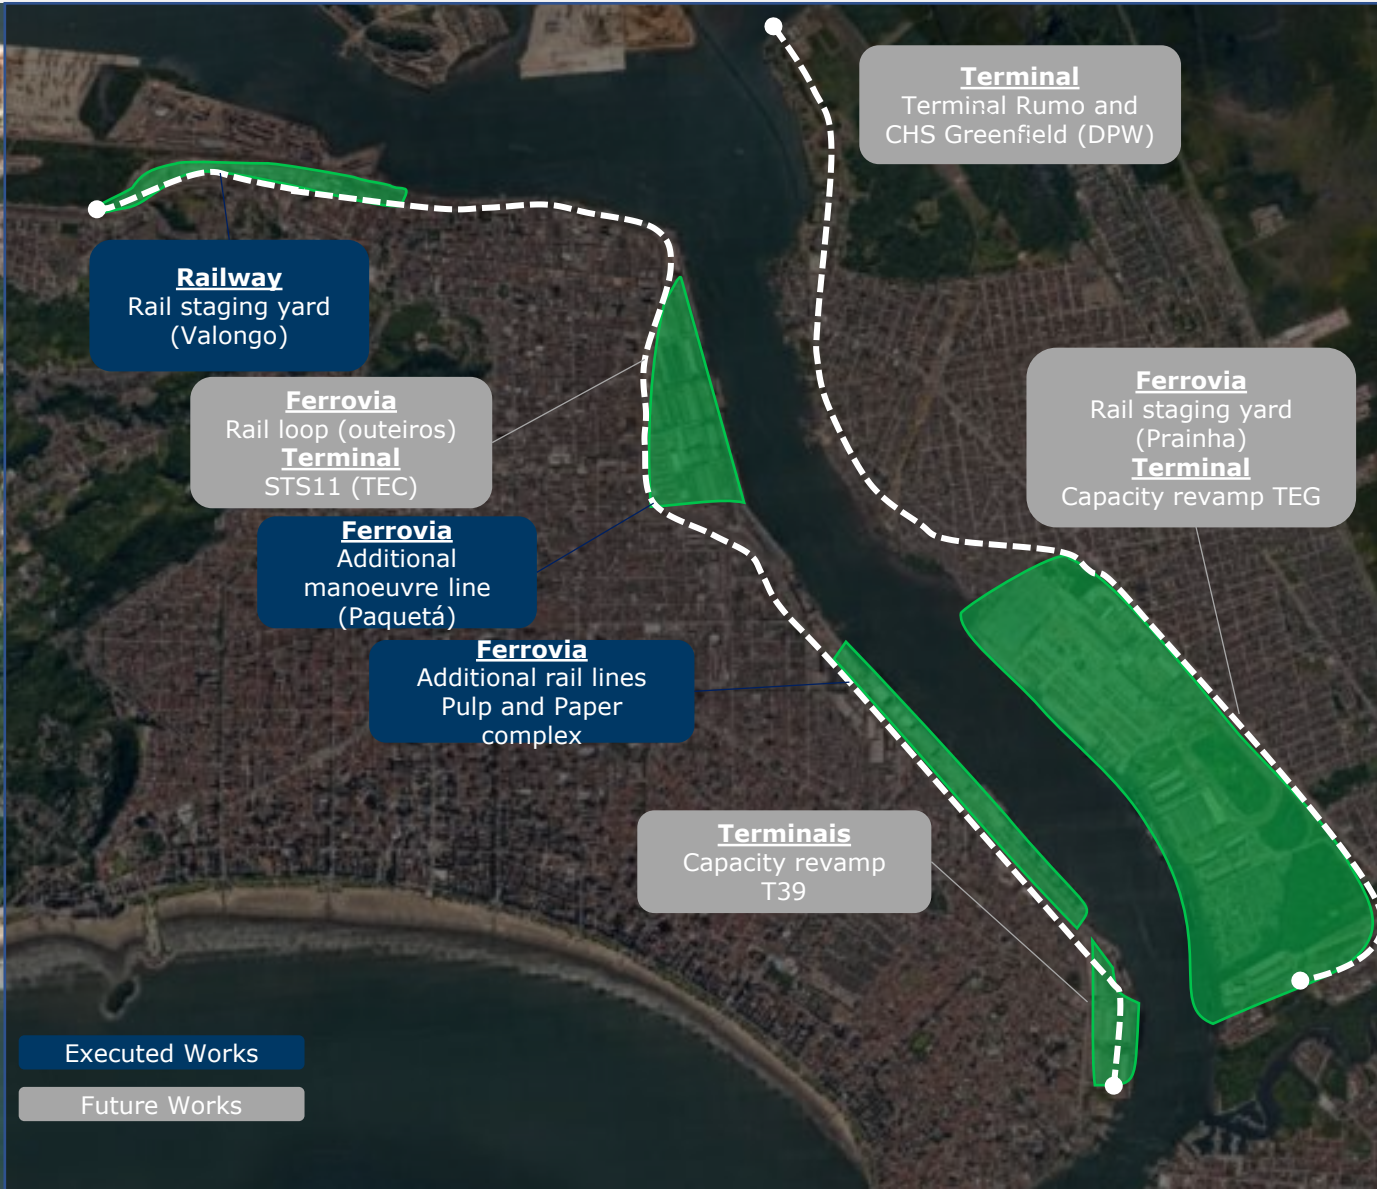 Terminal
Terminal Rumo and
CHS Greenfield (DPW)
Railway
Rail staging yard
(Valongo)
Ferrovia
Rail loop (outeiros)
Terminal
STS11 (TEC)
Ferrovia
Rail staging yard
(Prainha)
Terminal
Capacity revamp TEG
Ferrovia
Additional
manoeuvre line
(Paquetá)
Ferrovia
Additional rail lines
Pulp and Paper
complex
Terminais
Capacity revamp
T39
Executed Works
Future Works